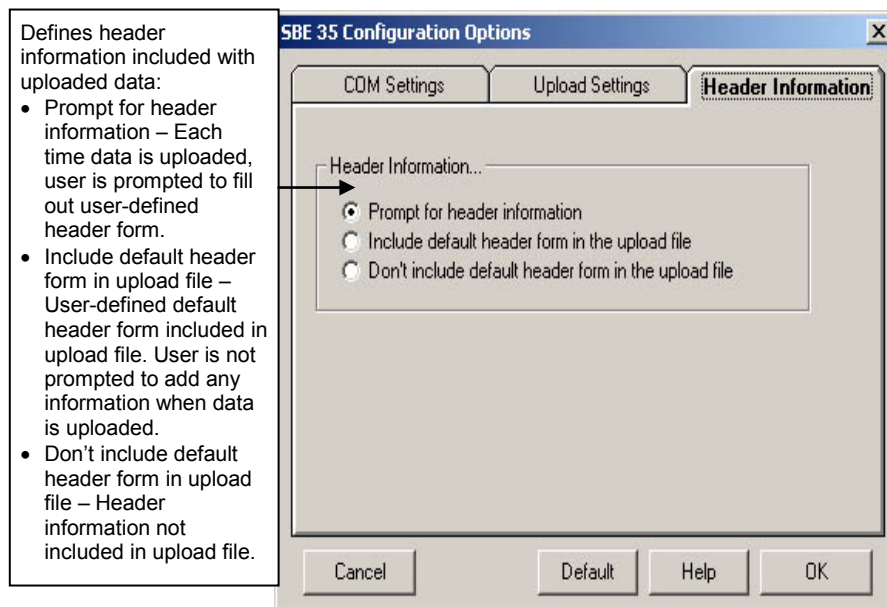 Defines header
information included with
uploaded data:
• Prompt for header
information – Each
time data is uploaded,
user is prompted to fill
out user-defined
header form.
• Include default header
form in upload file –
User-defined default
header form included in
upload file. User is not
prompted to add any
information when data
is uploaded.
• Don’t include default
header form in upload
file – Header
information not
included in upload file.
SBE 35 Configuration Options
COM Settings
Upload Settings
Header Information
Header Information...
Prompt for header information
Include default header form in the upload file
Don't include default header form in the upload file
Cancel
Default
Help
OK